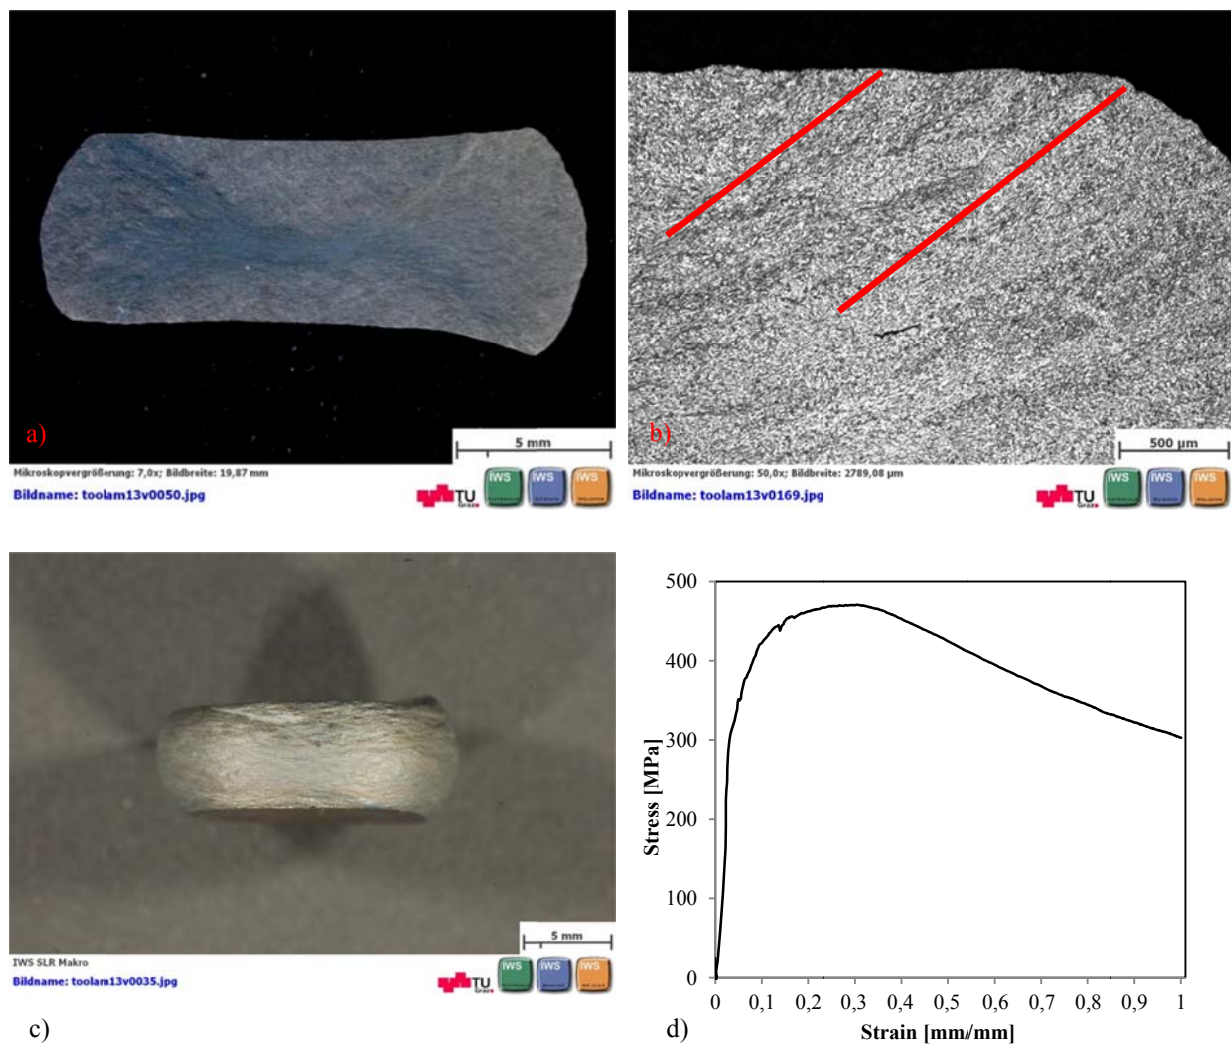 a)
5 mm
Mikroskopvergrößerung: 7,0x; Bildbreite: 19,87 mm
Bildname: toolam13v0050.jpg
TU
Graz
IWS
IWS
IWS
b)
500 µm
Mikroskopvergrößerung: 50,0x; Bildbreite: 2789,08 µm
Bildname: toolam13v0169.jpg
TU
Graz
IWS
IWS
IWS
5 mm
IWS SLR Makro
Bildname: toolam13v0035.jpg
TU
Graz
IWS
IWS
IWS
c)
500
400
300
200
100
0
Stress [MPa]
0 0,1 0,2 0,3 0,4 0,5 0,6 0,7 0,8 0,9 1
Strain [mm/mm]
d)